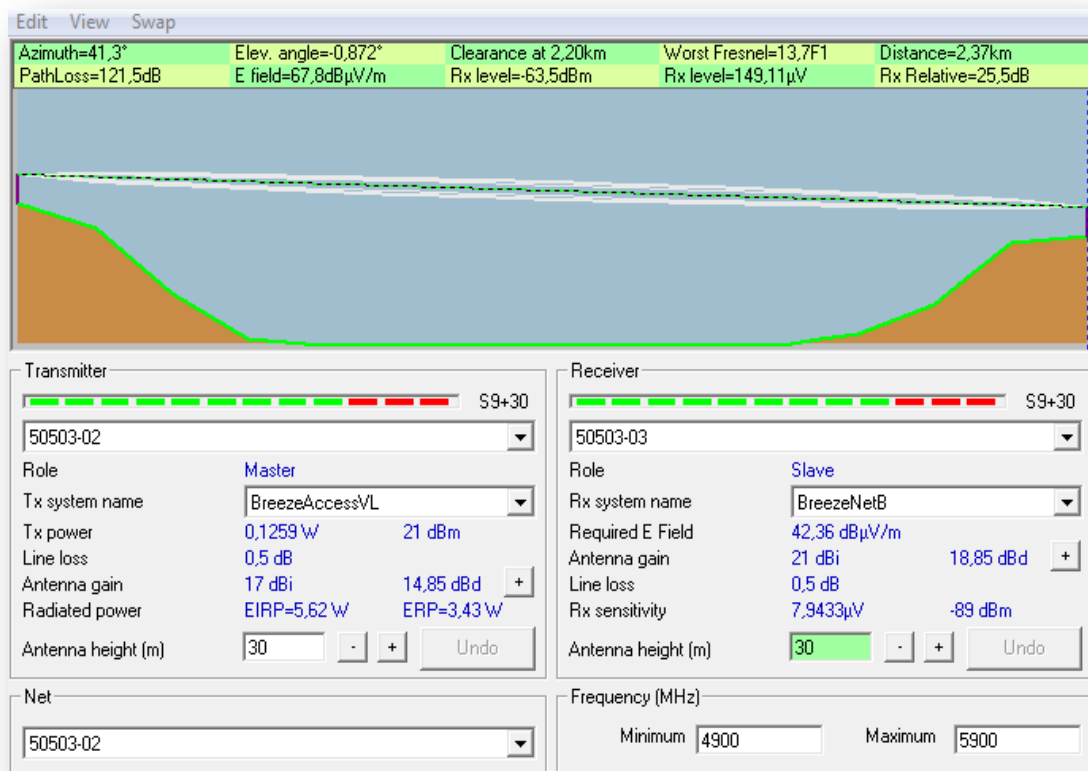 Edit View Swap
Azimuth=41,3° Elev. angle=-0,872° Clearance at 2,20km Worst Fresnel=13,7F1 Distance=2,37km
PathLoss=121,5dB E field=67,8dBµV/m Rx level=-63,5dBm Rx level=149,11µV Rx Relative=25,5dB
Transmitter
S9+30
50503-02
Role Master
Tx system name BreezeAccessVL
Tx power 0,1259 W 21 dBm
Line loss 0,5 dB
Antenna gain 17 dBi 14,85 dBd +
Radiated power EIRP=5,62 W ERP=3,43 W
Antenna height (m) 30 - + Undo
Receiver
S9+30
50503-03
Role Slave
Rx system name BreezeNetB
Required E Field 42,36 dBµV/m
Antenna gain 21 dBi 18,85 dBd +
Line loss 0,5 dB
Rx sensitivity 7,9433µV -89 dBm
Antenna height (m) 30 - + Undo
Net
50503-02
Frequency (MHz)
Minimum 4900 Maximum 5900